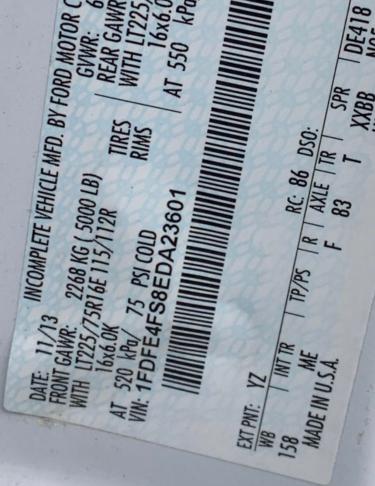 DATE: 11/13 INCOMPLETE VEHICLE MFD. BY FORD MOTOR C
FRONT GAWR: 2268 KG ( 5000 LB) GVWR: 6
WITH LT225/75R16E 115/112R TIRES REAR GAWR
16x6.0K RIMS WITH LT225/
AT 520 kPa/ 75 PSI COLD 16x6.0
VIN: 1FDFE4FS8EDA23601 AT 550 kPa
EXT PNT: YZ RC: 86 DSO:
WB INT TR TP/PS R AXLE TR SPR
158 ME F 83 T XXBB
MADE IN U.S.A. DE418